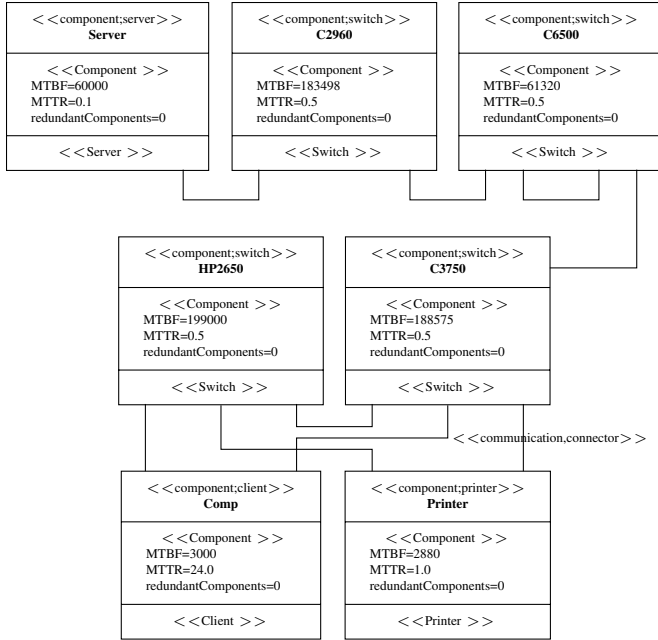 <<component;server>>
Server
<<Component >>
MTBF=60000
MTTR=0.1
redundantComponents=0
<<Server >>
<<component;switch>>
C2960
<<Component >>
MTBF=183498
MTTR=0.5
redundantComponents=0
<<Switch >>
<<component;switch>>
C6500
<<Component >>
MTBF=61320
MTTR=0.5
redundantComponents=0
<<Switch >>
<<component;switch>>
HP2650
<<Component >>
MTBF=199000
MTTR=0.5
redundantComponents=0
<<Switch >>
<<component;switch>>
C3750
<<Component >>
MTBF=188575
MTTR=0.5
redundantComponents=0
<<Switch >>
<<communication,connector>>
<<component;client>>
Comp
<<Component >>
MTBF=3000
MTTR=24.0
redundantComponents=0
<<Client >>
<<component;printer>>
Printer
<<Component >>
MTBF=2880
MTTR=1.0
redundantComponents=0
<<Printer >>